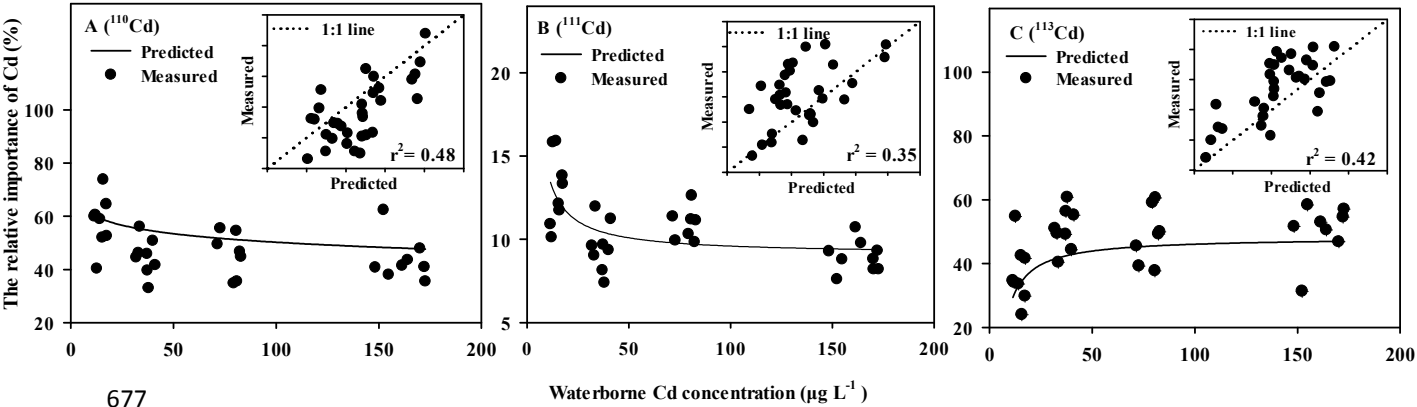 The relative importance of Cd (%)
A (¹¹⁰Cd)
Predicted
Measured
1:1 line
Measured
Predicted
r² = 0.48
100
80
60
40
20
0 50 100 150 200
B (¹¹¹Cd)
Predicted
Measured
1:1 line
Measured
Predicted
r² = 0.35
20
15
10
5
0 50 100 150 200
C (¹¹³Cd)
Predicted
Measured
1:1 line
Measured
Predicted
r² = 0.42
100
80
60
40
20
0 50 100 150 200
Waterborne Cd concentration (µg L⁻¹)
677